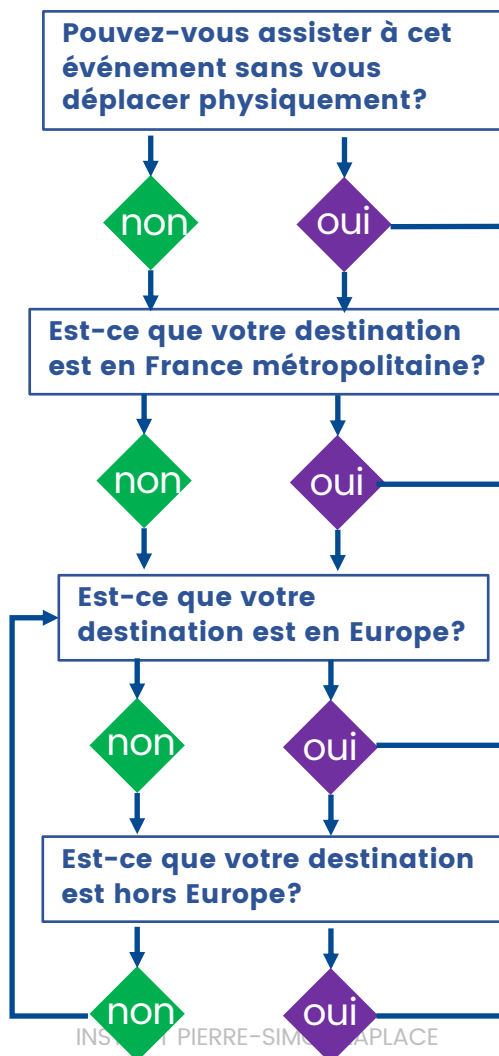 Pouvez-vous assister à cet
événement sans vous
déplacer physiquement?
non
oui
Est-ce que votre destination
est en France métropolitaine?
non
oui
Est-ce que votre
destination est en Europe?
non
oui
Est-ce que votre destination
est hors Europe?
non
oui
PIERRE-SIM